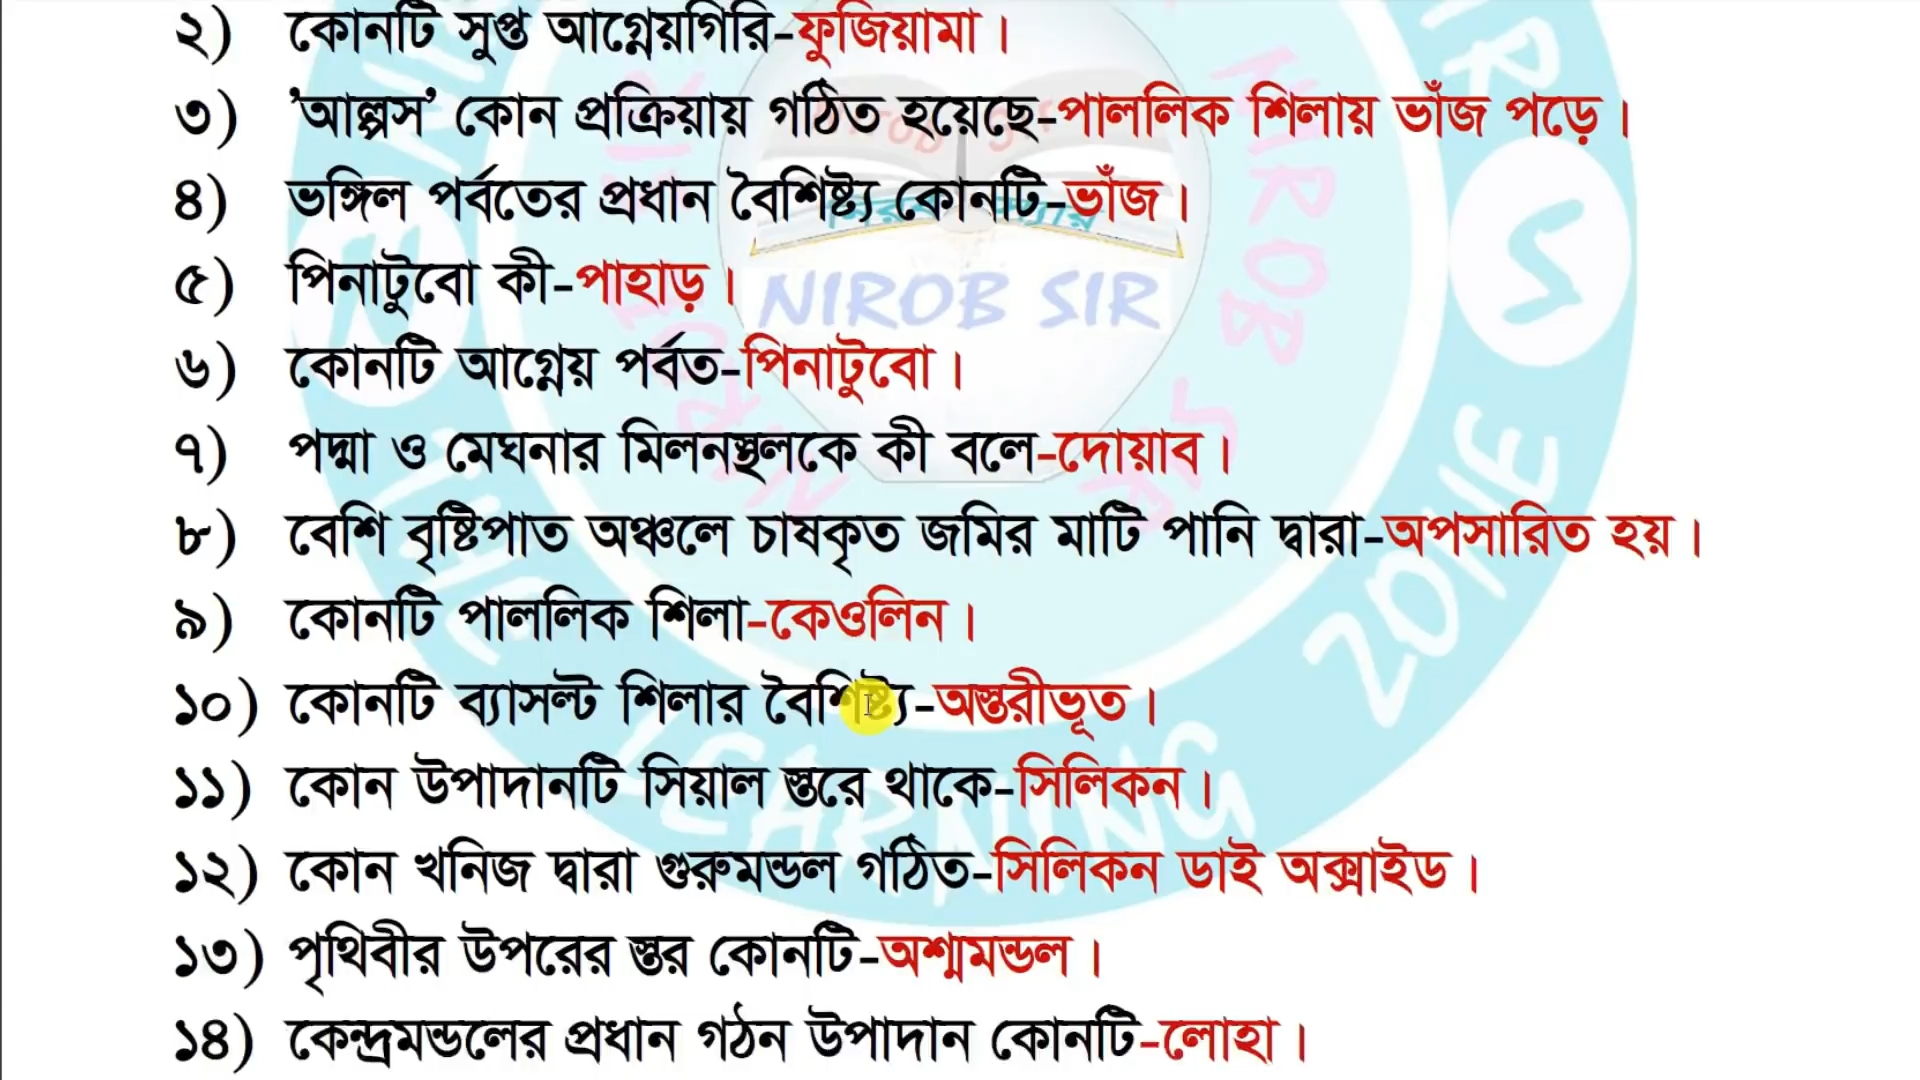 ২) কোনটি সুপ্ত আগ্নেয়গিরি-ফুজিয়ামা।
৩) ’আল্পস’ কোন প্রক্রিয়ায় গঠিত হয়েছে-পাললিক শিলায় ভাঁজ পড়ে।
৪) ভঙ্গিল পর্বতের প্রধান বৈশিষ্ট্য কোনটি-ভাঁজ।
৫) পিনাটুবো কী-পাহাড়।
NIROB SIR
৬) কোনটি আগ্নেয় পর্বত-পিনাটুবো।
৭) পদ্মা ও মেঘনার মিলনস্থলকে কী বলে-দোয়াব।
৮) বেশি বৃষ্টিপাত অঞ্চলে চাষকৃত জমির মাটি পানি দ্বারা-অপসারিত হয়।
৯) কোনটি পাললিক শিলা-কেওলিন।
১০) কোনটি ব্যাসল্ট শিলার বৈশিষ্ট্য-অস্তরীভূত।
১১) কোন উপাদানটি সিয়াল স্তরে থাকে-সিলিকন।
১২) কোন খনিজ দ্বারা গুরুমন্ডল গঠিত-সিলিকন ডাই অক্সাইড।
১৩) পৃথিবীর উপরের স্তর কোনটি-অশ্মমন্ডল।
১৪) কেন্দ্রমন্ডলের প্রধান গঠন উপাদান কোনটি-লোহা।
LEARNING ZONE